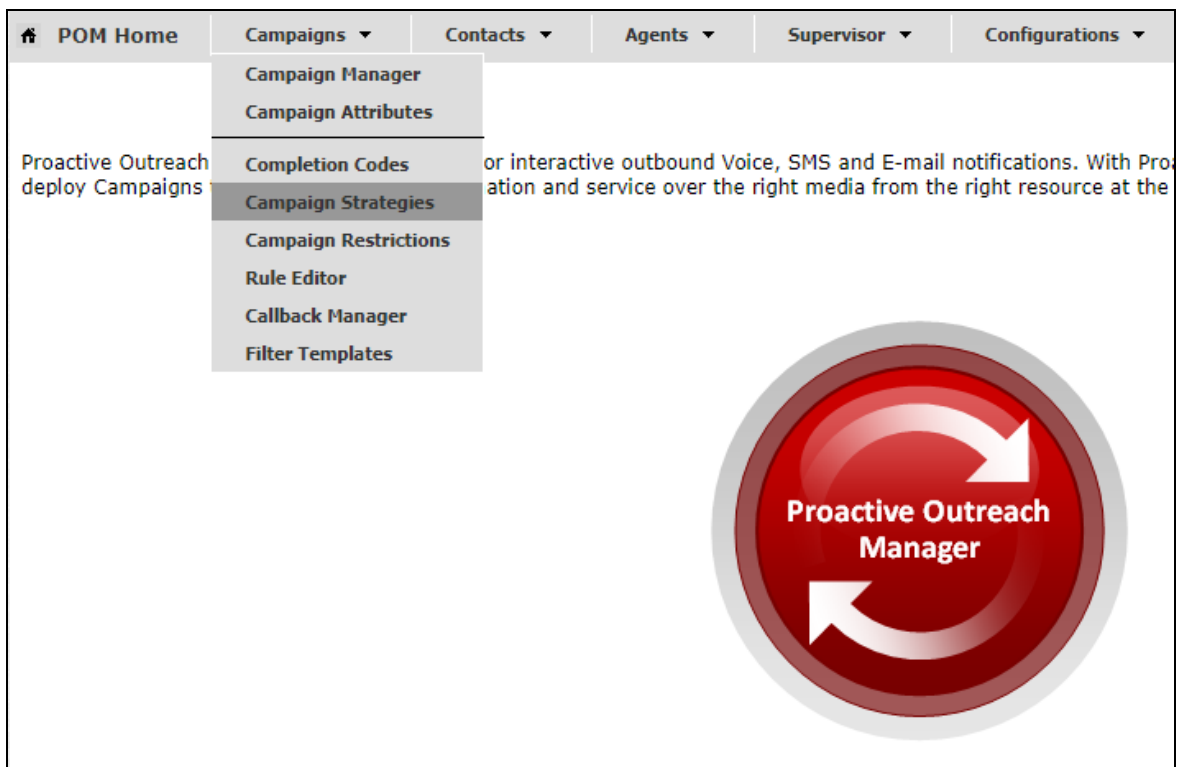 POM Home Campaigns Contacts Agents Supervisor Configurations
Campaign Manager
Campaign Attributes
Completion Codes
Campaign Strategies
Campaign Restrictions
Rule Editor
Callback Manager
Filter Templates
Proactive Outreach or interactive outbound Voice, SMS and E-mail notifications. With
deploy Campaigns and service over the right media from the right resource at the
Proactive Outreach
Manager